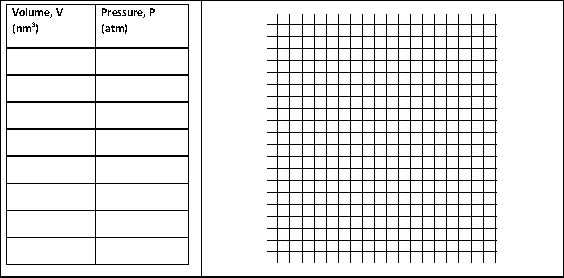 Volume, V
(nm³)
Pressure, P
(atm)